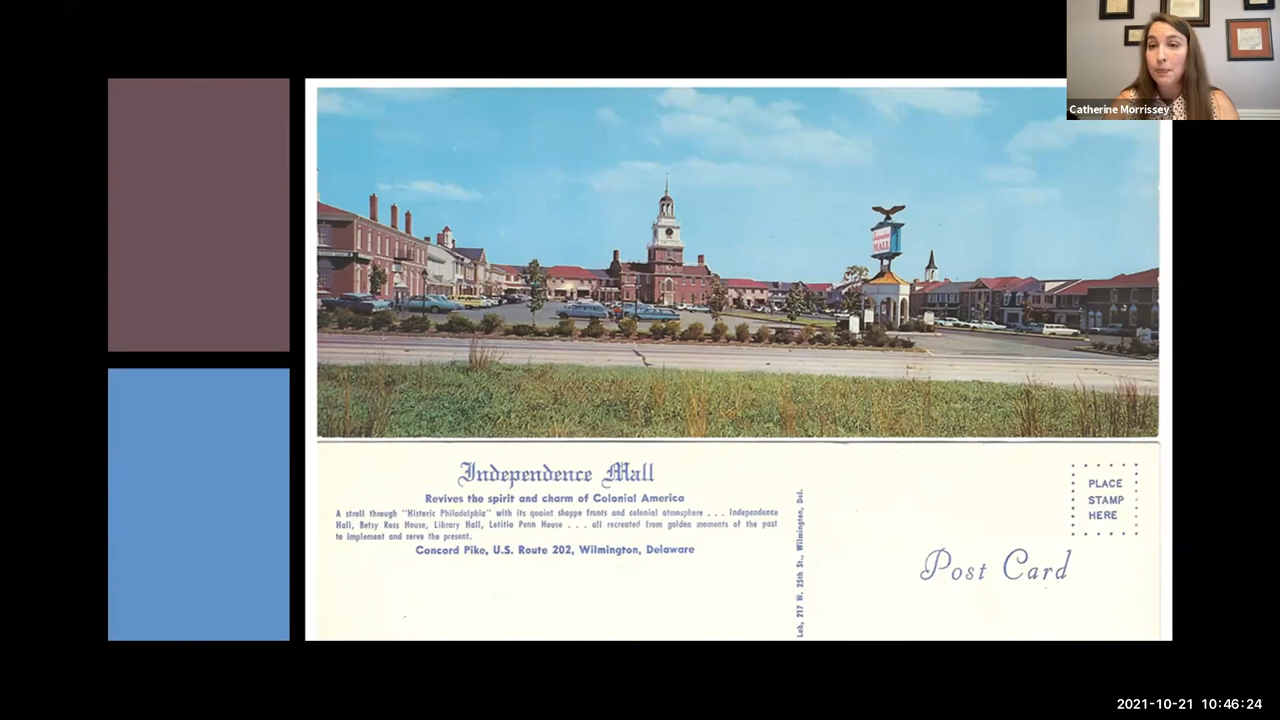 Catherine Morrissey
Independence
MALL
Independence Mall
Revives the spirit and charm of Colonial America
A stroll through "Historic Philadelphia" with its quaint shoppe fronts and colonial atmosphere . . . Independence
Hall, Betsy Ross House, Library Hall, Letitia Penn House . . . all recreated from golden moments of the past
to implement and serve the present.
Concord Pike, U.S. Route 202, Wilmington, Delaware
Lab, 217 W. 25th St., Wilmington, Del.
PLACE
STAMP
HERE
Post Card
2021-10-21 10:46:24